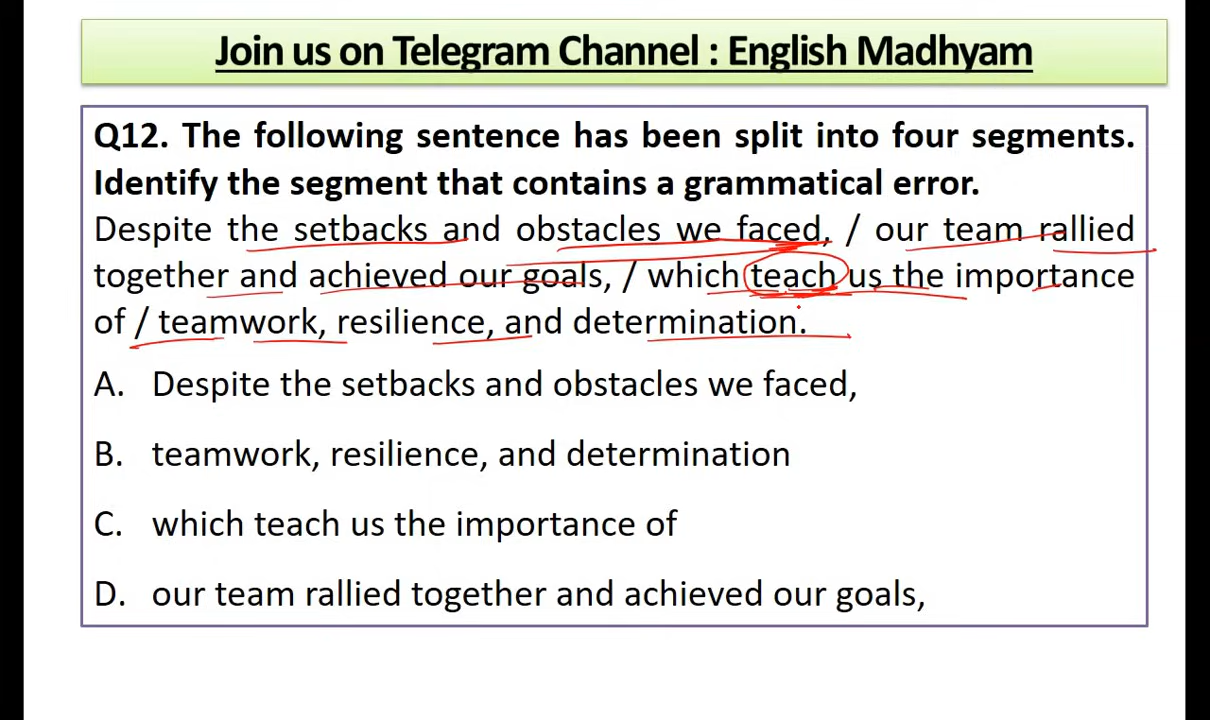 Join us on Telegram Channel : English Madhyam
Q12. The following sentence has been split into four segments.
Identify the segment that contains a grammatical error.
Despite the setbacks and obstacles we faced, / our team rallied
together and achieved our goals, / which teach us the importance
of / teamwork, resilience, and determination.
A. Despite the setbacks and obstacles we faced,
B. teamwork, resilience, and determination
C. which teach us the importance of
D. our team rallied together and achieved our goals,